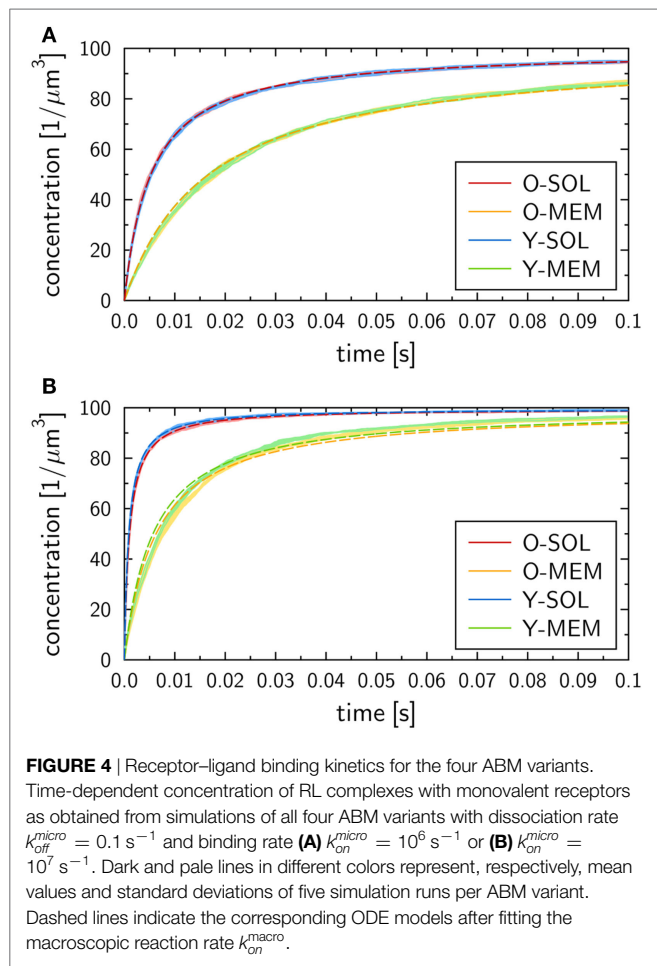 A
concentration [1/μm³]
100
80
60
40
20
0
O-SOL
O-MEM
Y-SOL
Y-MEM
0.0 0.01 0.02 0.03 0.04 0.05 0.06 0.07 0.08 0.09 0.1
time [s]
B
concentration [1/μm³]
100
80
60
40
20
0
O-SOL
O-MEM
Y-SOL
Y-MEM
0.0 0.01 0.02 0.03 0.04 0.05 0.06 0.07 0.08 0.09 0.1
time [s]
FIGURE 4 | Receptor–ligand binding kinetics for the four ABM variants.
Time-dependent concentration of RL complexes with monovalent receptors
as obtained from simulations of all four ABM variants with dissociation rate
k_off^micro = 0.1 s⁻¹ and binding rate (A) k_on^micro = 10⁶ s⁻¹ or (B) k_on^micro =
10⁷ s⁻¹. Dark and pale lines in different colors represent, respectively, mean
values and standard deviations of five simulation runs per ABM variant.
Dashed lines indicate the corresponding ODE models after fitting the
macroscopic reaction rate k_on^macro.